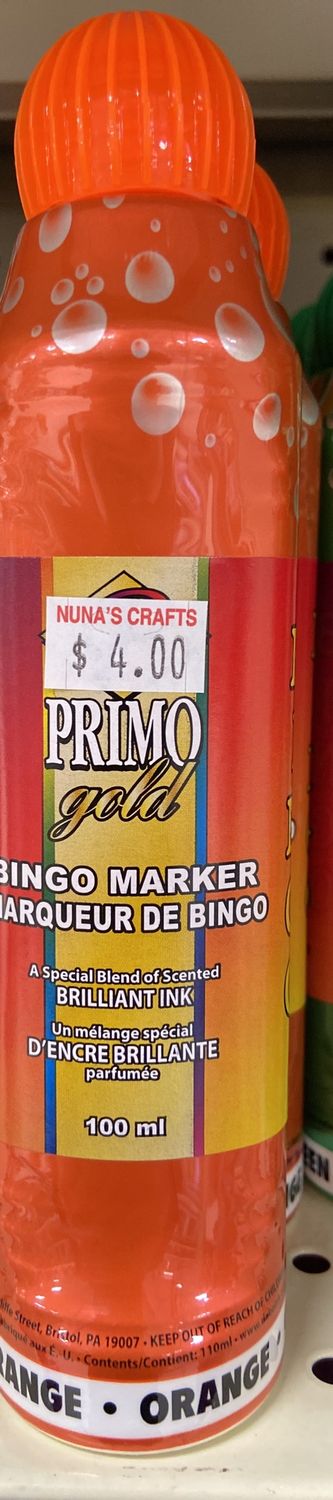 NUNA'S CRAFTS
$ 4.00
PRIMO
gold
BINGO MARKER
MARQUEUR DE BINGO
A Special Blend of Scented
BRILLIANT INK
Un mélange spécial
D'ENCRE BRILLANTE
parfumée
100 ml
Street, Bristol, PA 19007 • KEEP OUT OF REACH OF
aux É.-U. • Contents/Contient: 110ml •
RANGE • ORANGE •